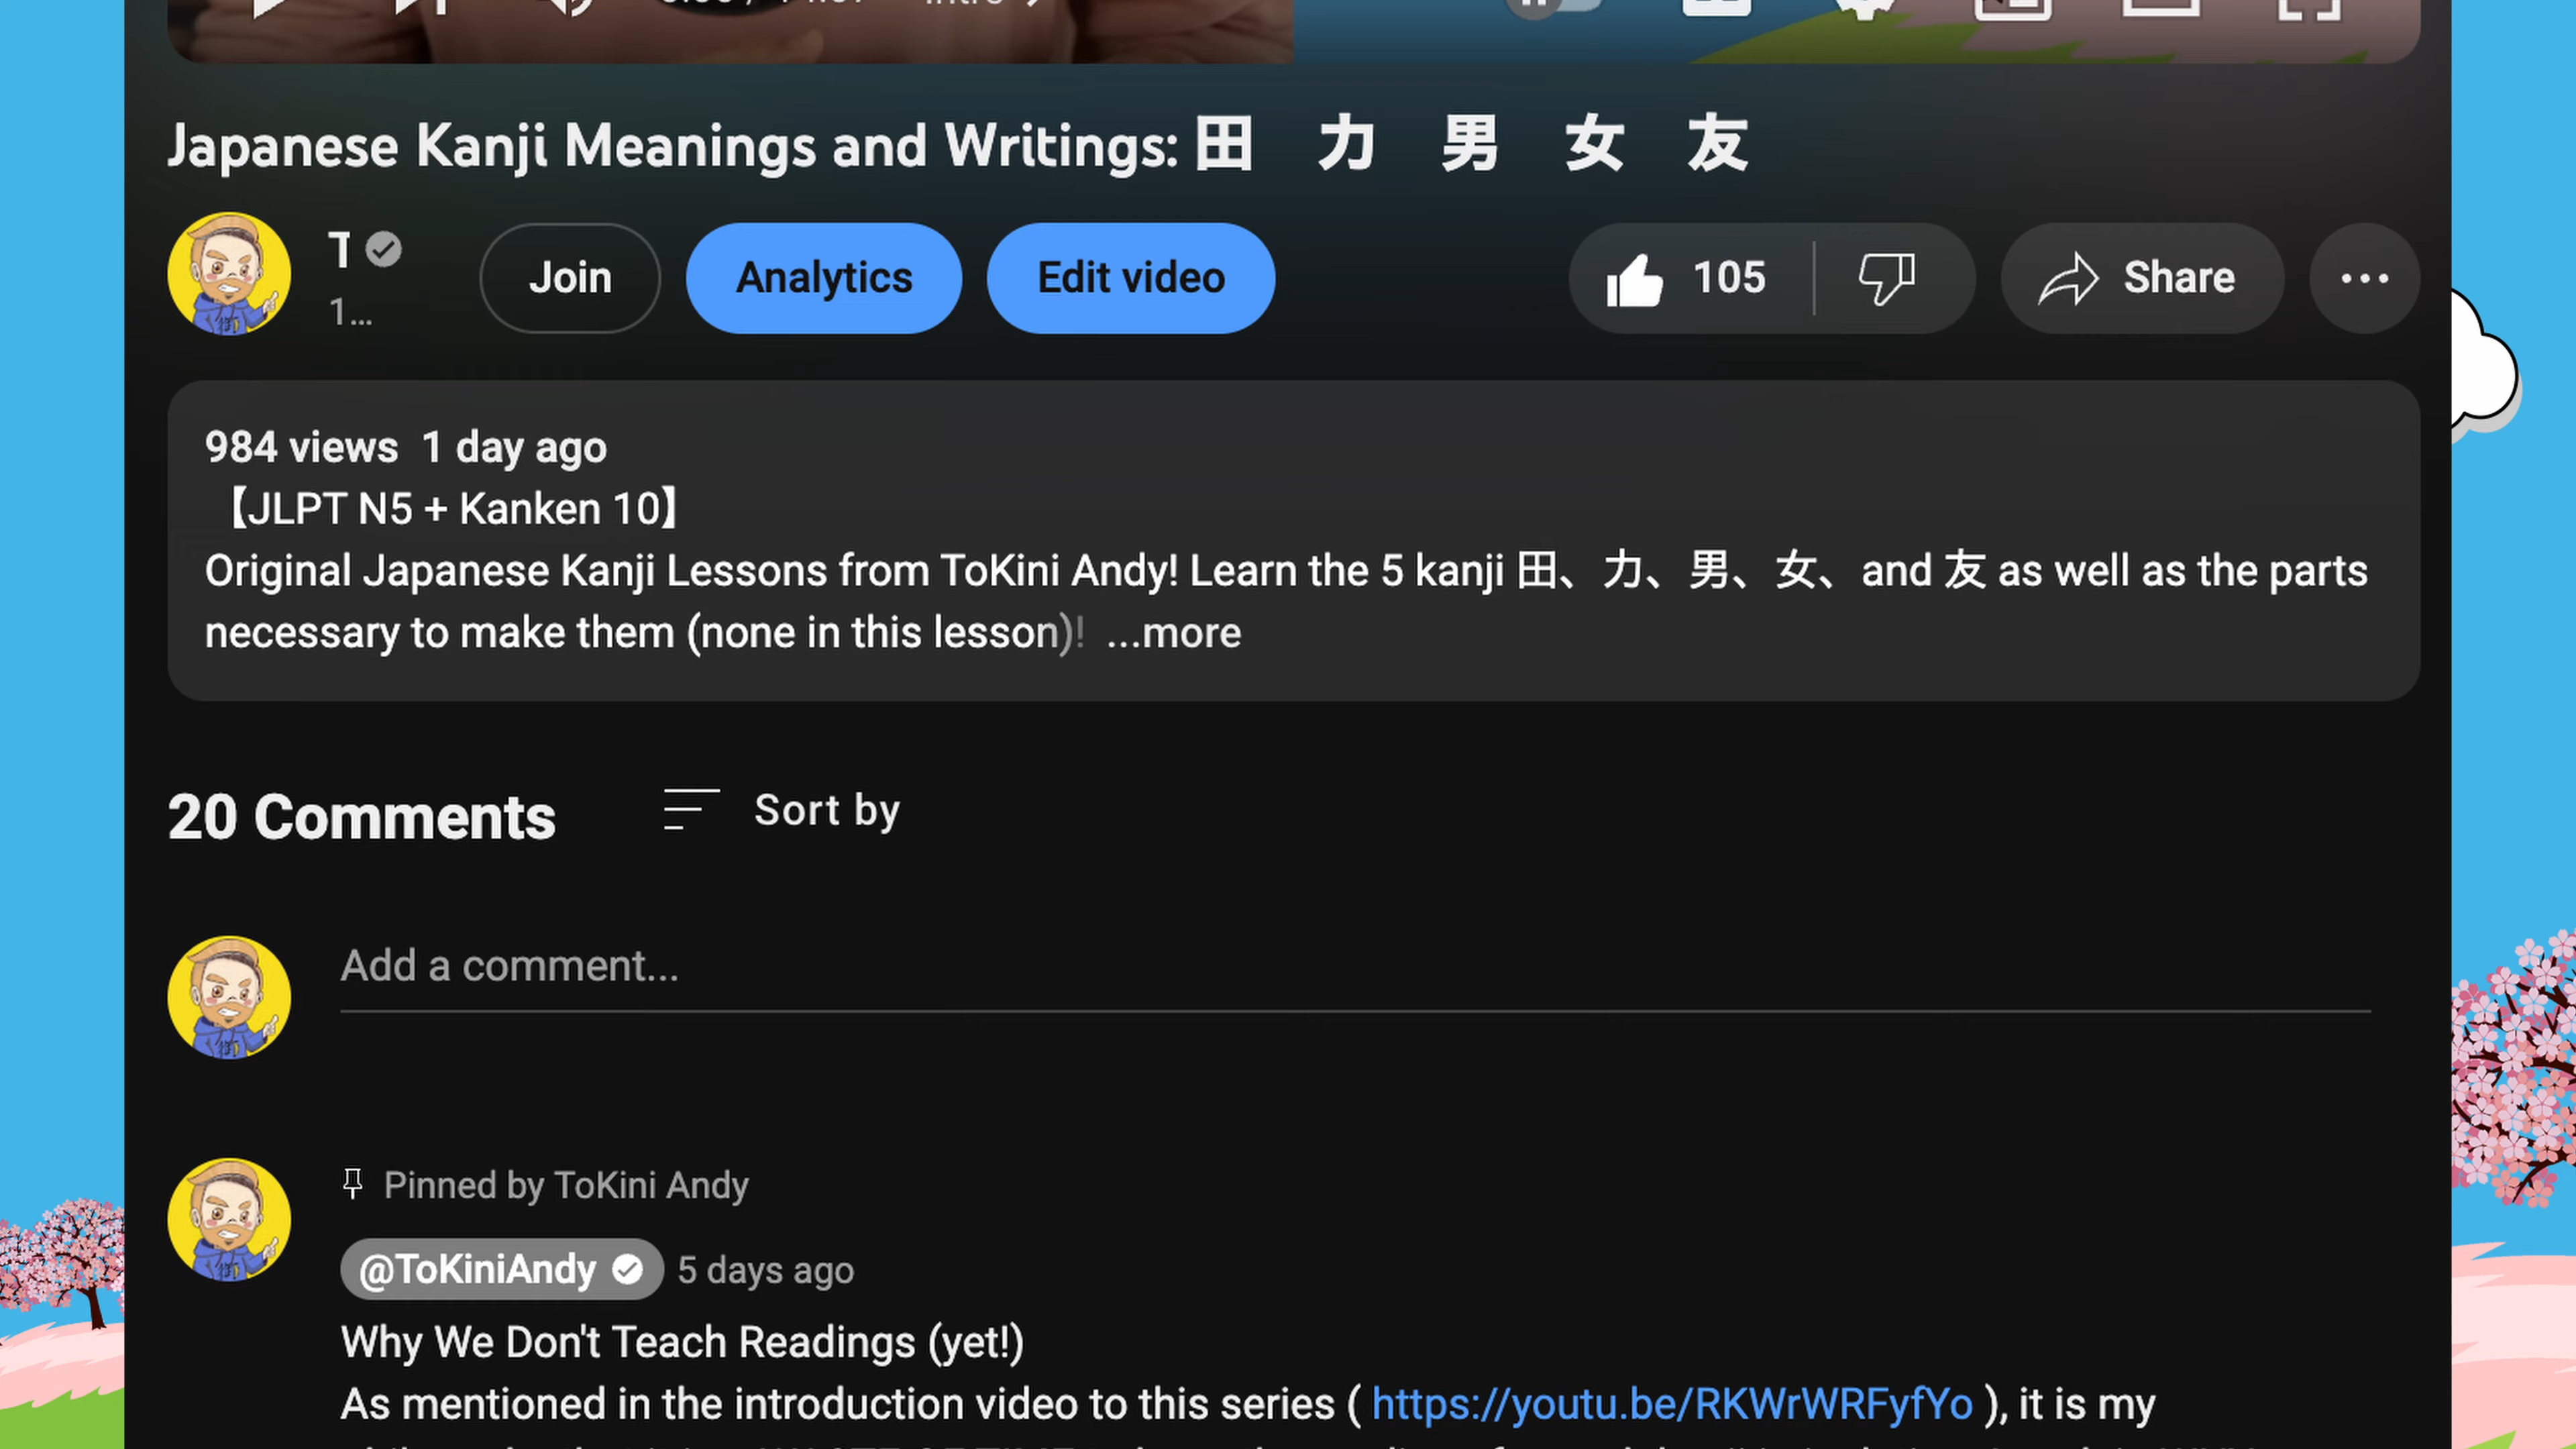 Japanese Kanji Meanings and Writings: 田 力 男 女 友
T
1...
Join
Analytics
Edit video
105
Share
984 views 1 day ago
【JLPT N5 + Kanken 10】
Original Japanese Kanji Lessons from ToKini Andy! Learn the 5 kanji 田、力、男、女、and 友 as well as the parts
necessary to make them (none in this lesson)! ...more
20 Comments
Sort by
Add a comment...
Pinned by ToKini Andy
@ToKiniAndy 5 days ago
Why We Don't Teach Readings (yet!)
As mentioned in the introduction video to this series ( https://youtu.be/RKWrWRFyfYo ), it is my